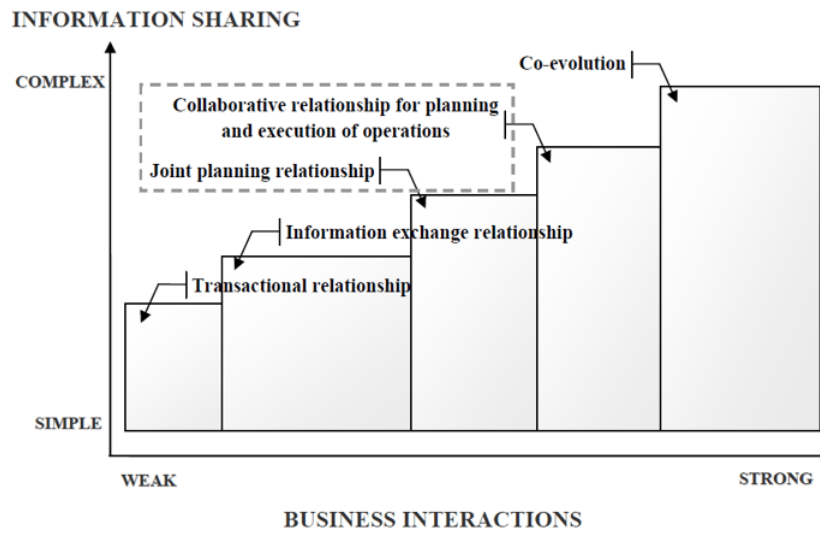 INFORMATION SHARING
COMPLEX
Co-evolution
Collaborative relationship for planning
and execution of operations
Joint planning relationship
Information exchange relationship
Transactional relationship
SIMPLE
WEAK
STRONG
BUSINESS INTERACTIONS